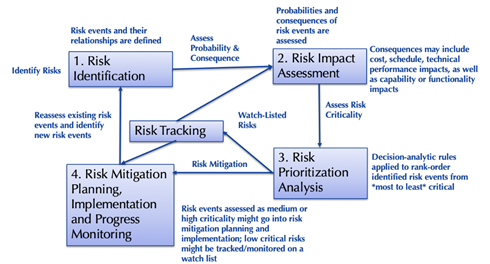 Risk events and their
relationships are defined
Probabilities and
consequences of
risk events are
assessed
Assess
Probability &
Consequence
Identify Risks
1. Risk
Identification
2. Risk Impact
Assessment
Consequences may include
cost, schedule, technical
performance impacts, as well
as capability or functionality
impacts
Reassess existing risk
events and identify
new risk events
Watch-Listed
Risks
Assess Risk
Criticality
Risk Tracking
Risk Mitigation
4. Risk Mitigation
Planning,
Implementation
and Progress
Monitoring
3. Risk
Prioritization
Analysis
Decision-analytic rules
applied to rank-order
identified risk events from
"most to least" critical
Risk events assessed as medium or
high criticality might go into risk
mitigation planning and
implementation; low critical risks
might be tracked/monitored on a
watch list